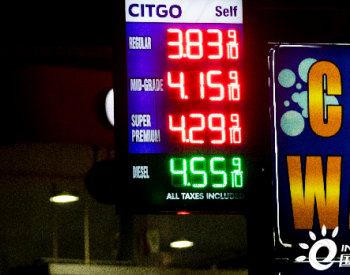 CITGO Self
REGULAR 3.83 9/10
MID-GRADE 4.15 9/10
SUPER PREMIUM 4.29 9/10
DIESEL 4.55 9/10
ALL TAXES INCLUDED
C
W